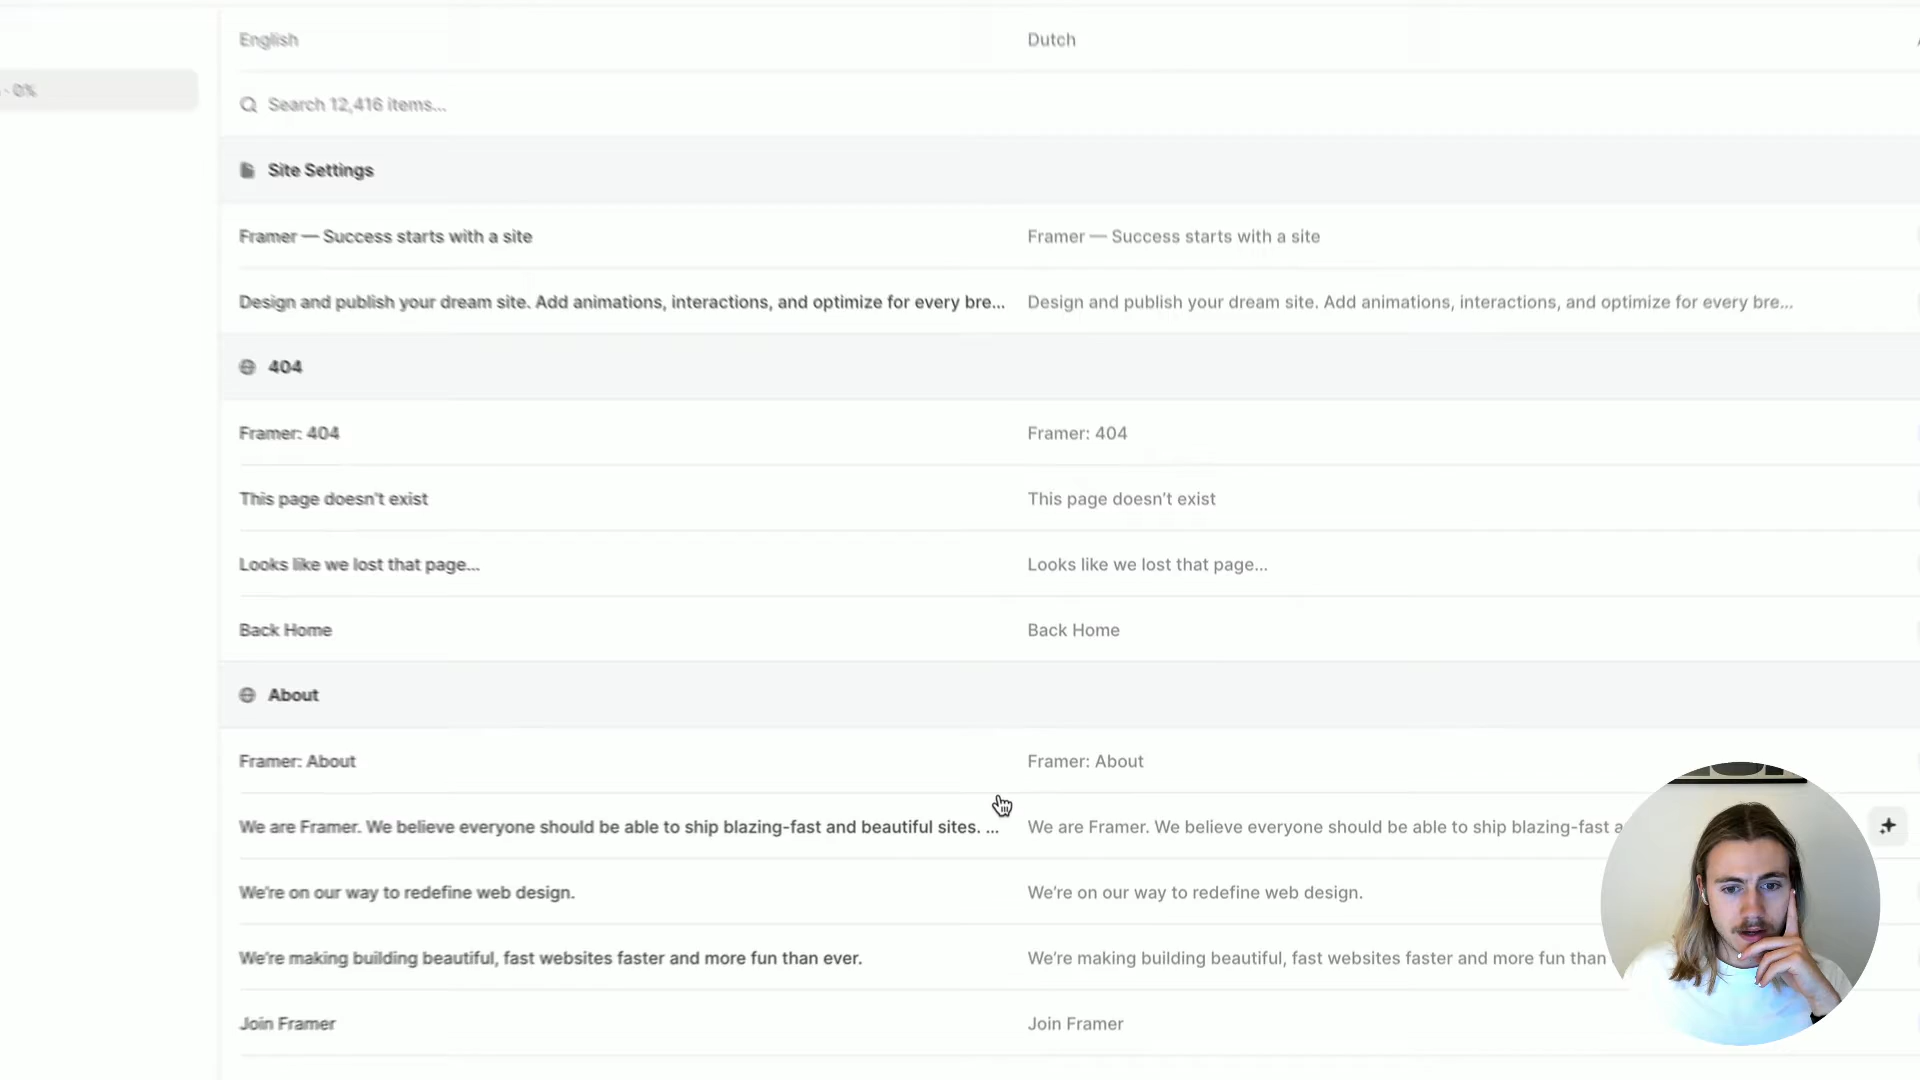 English Dutch
· 0%
Search 12,416 items...
Site Settings
Framer — Success starts with a site Framer — Success starts with a site
Design and publish your dream site. Add animations, interactions, and optimize for every bre... Design and publish your dream site. Add animations, interactions, and optimize for every bre...
404
Framer: 404 Framer: 404
This page doesn’t exist This page doesn’t exist
Looks like we lost that page... Looks like we lost that page...
Back Home Back Home
About
Framer: About Framer: About
We are Framer. We believe everyone should be able to ship blazing-fast and beautiful sites. ... We are Framer. We believe everyone should be able to ship blazing-fast a
We’re on our way to redefine web design. We’re on our way to redefine web design.
We’re making building beautiful, fast websites faster and more fun than ever. We’re making building beautiful, fast websites faster and more fun than
Join Framer Join Framer